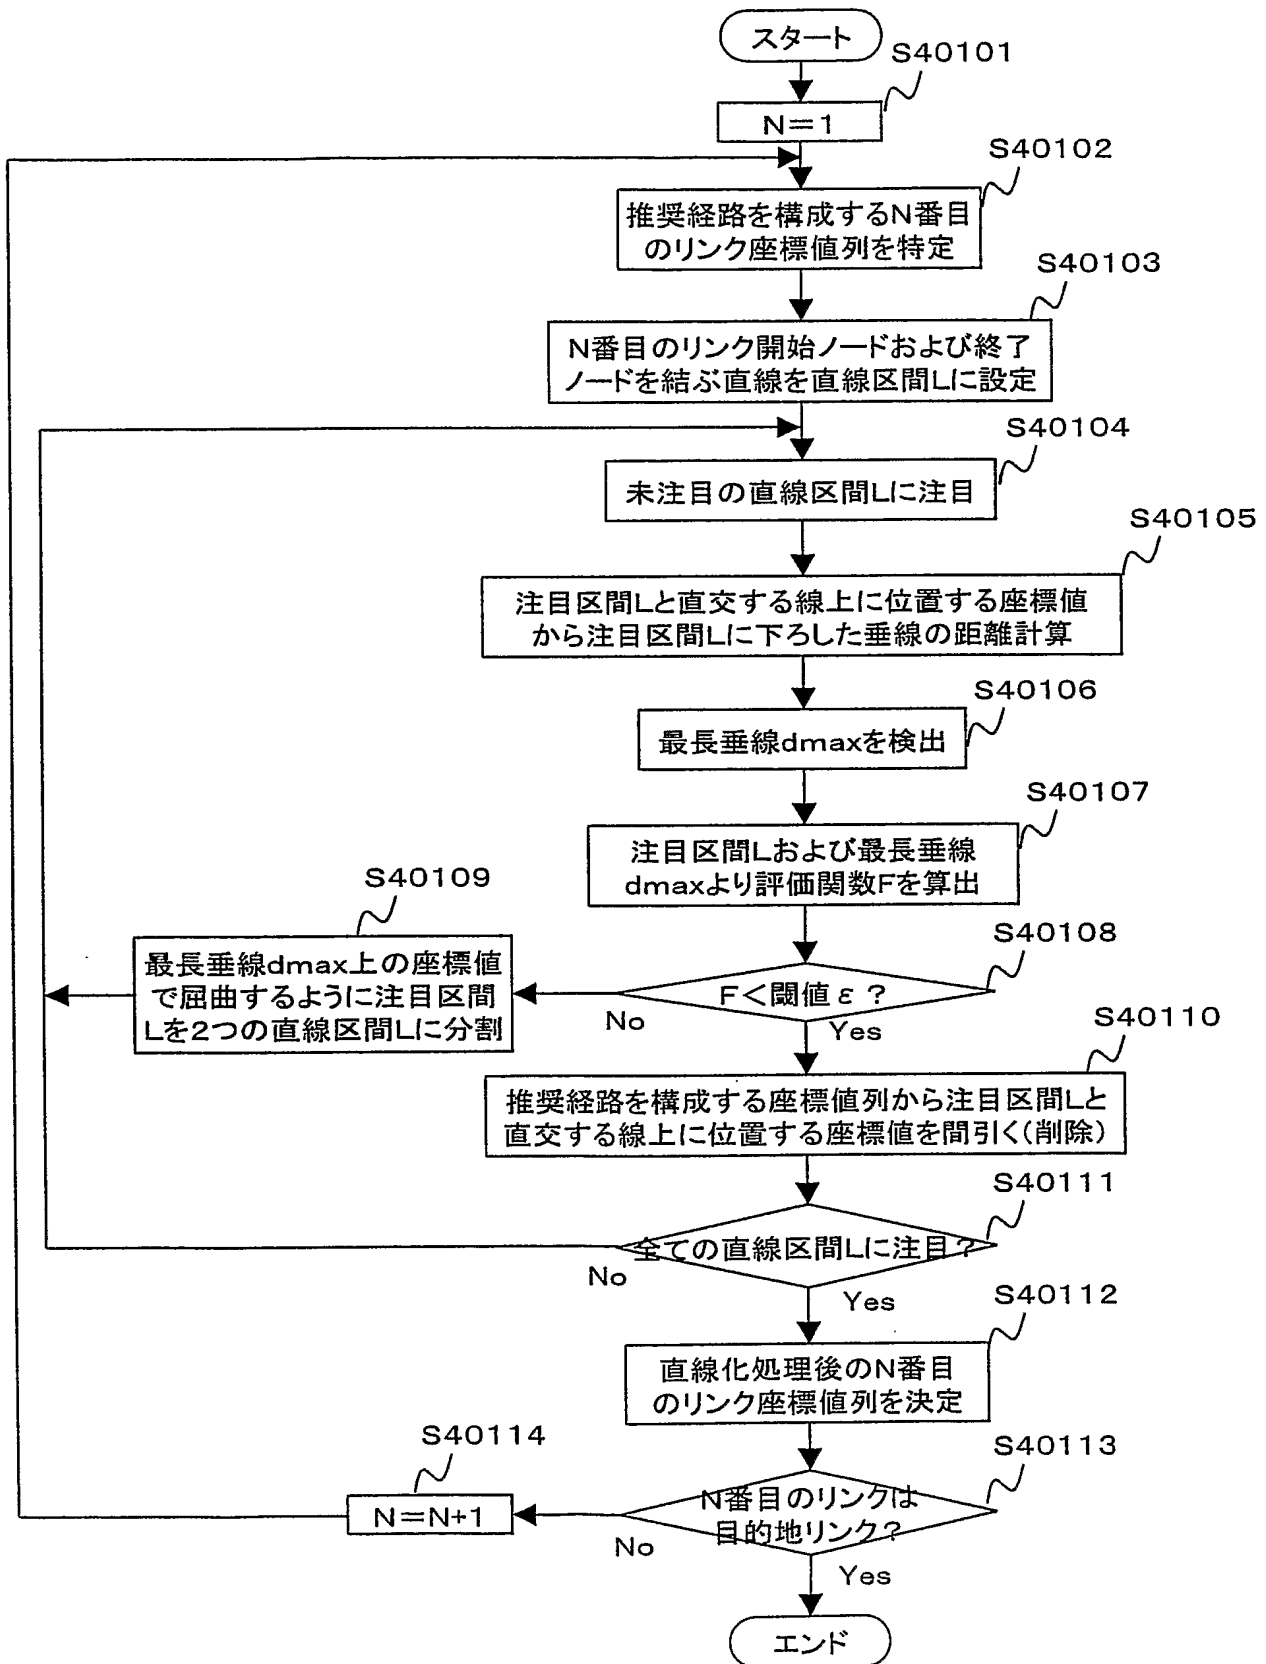 スタート
S40101
N=1
S40102
推奨経路を構成するN番目
のリンク座標値列を特定
S40103
N番目のリンク開始ノードおよび終了
ノードを結ぶ直線を直線区間Lに設定
S40104
未注目の直線区間Lに注目
S40105
注目区間Lと直交する線上に位置する座標値
から注目区間Lに下ろした垂線の距離計算
S40106
最長垂線dmaxを検出
S40107
注目区間Lおよび最長垂線
dmaxより評価関数Fを算出
S40108
F<閾値ε?
No
Yes
S40109
最長垂線dmax上の座標値
で屈曲するように注目区間
Lを2つの直線区間Lに分割
S40110
推奨経路を構成する座標値列から注目区間Lと
直交する線上に位置する座標値を間引く(削除)
S40111
全ての直線区間Lに注目?
No
Yes
S40112
直線化処理後のN番目
のリンク座標値列を決定
S40113
N番目のリンクは
目的地リンク?
No
Yes
S40114
N=N+1
エンド